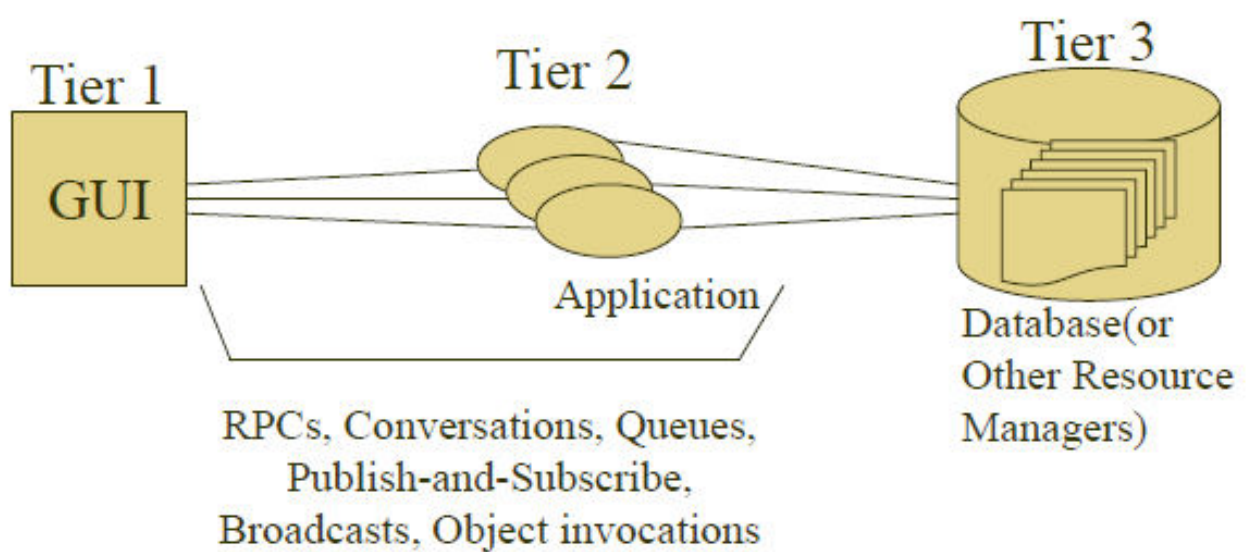 Tier 1
Tier 2
Tier 3
GUI
Application
Database(or
Other Resource
Managers)
RPCs, Conversations, Queues,
Publish-and-Subscribe,
Broadcasts, Object invocations